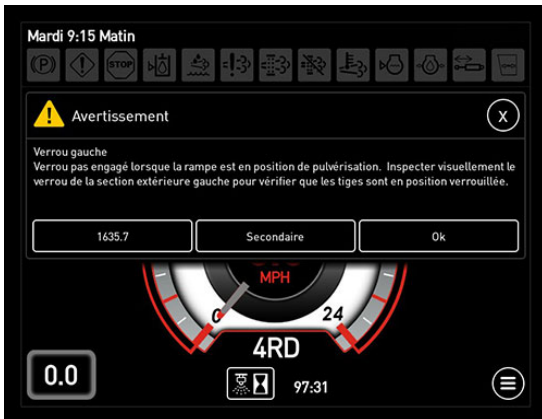 Mardi 9:15 Matin
(P) STOP
Avertissement
X
Verrou gauche
Verrou pas engagé lorsque la rampe est en position de pulvérisation. Inspecter visuellement le
verrou de la section extérieure gauche pour vérifier que les tiges sont en position verrouillée.
1635.7 Secondaire Ok
MPH
0 24
4RD
0.0 97:31